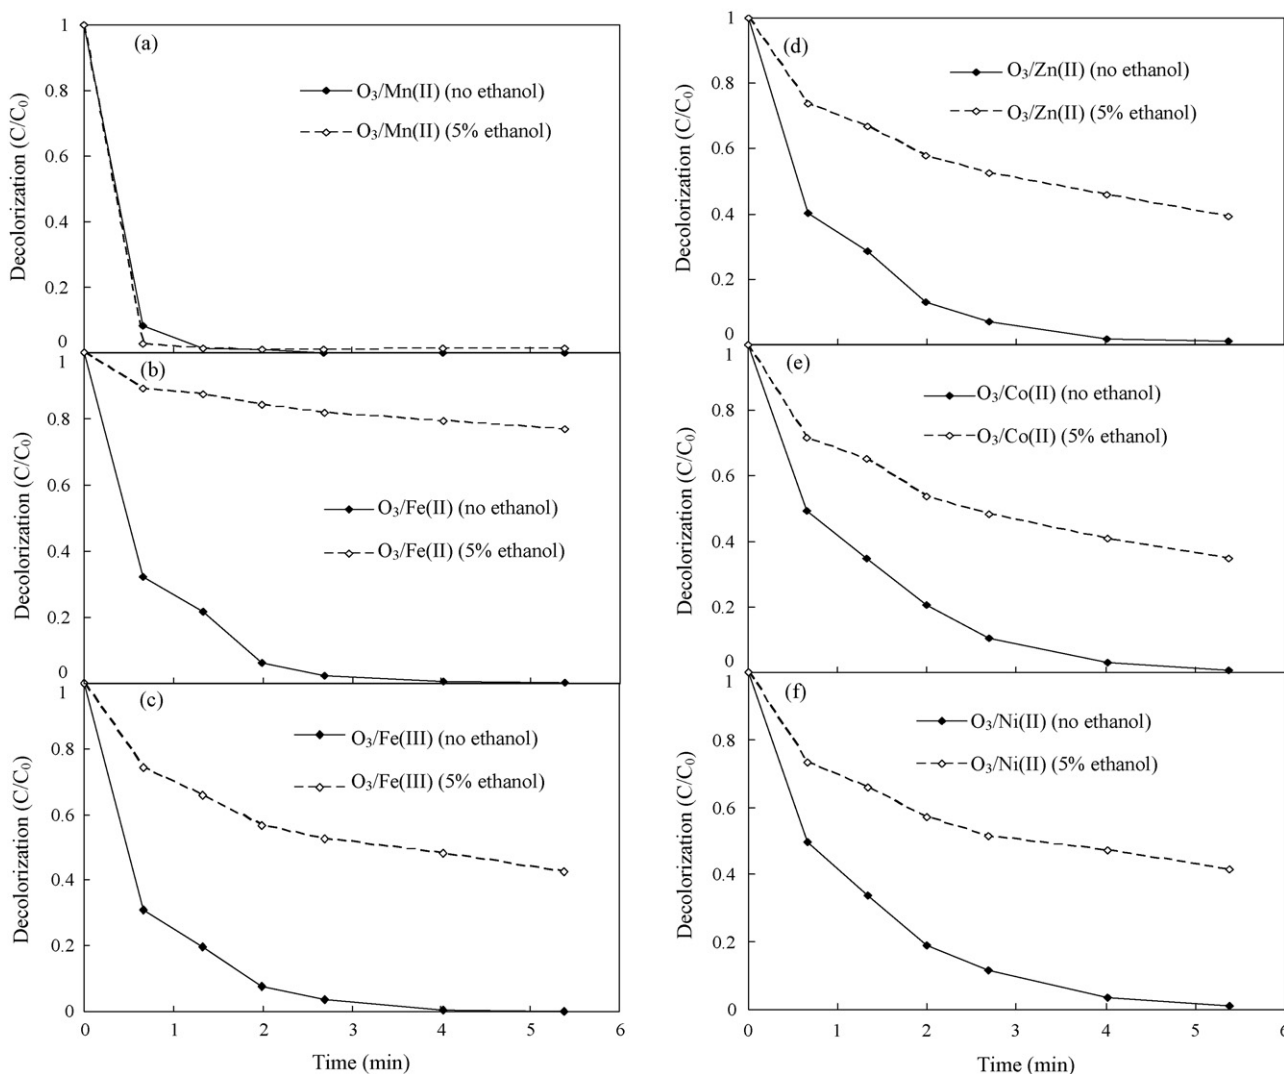 (a)
O₃/Mn(II) (no ethanol)
O₃/Mn(II) (5% ethanol)
Decolorization (C/C₀)
1
0.8
0.6
0.4
0.2
0
(b)
O₃/Fe(II) (no ethanol)
O₃/Fe(II) (5% ethanol)
Decolorization (C/C₀)
1
0.8
0.6
0.4
0.2
0
(c)
O₃/Fe(III) (no ethanol)
O₃/Fe(III) (5% ethanol)
Decolorization (C/C₀)
1
0.8
0.6
0.4
0.2
0
0 1 2 3 4 5 6
Time (min)
(d)
O₃/Zn(II) (no ethanol)
O₃/Zn(II) (5% ethanol)
Decolorization (C/C₀)
1
0.8
0.6
0.4
0.2
0
(e)
O₃/Co(II) (no ethanol)
O₃/Co(II) (5% ethanol)
Decolorization (C/C₀)
1
0.8
0.6
0.4
0.2
0
(f)
O₃/Ni(II) (no ethanol)
O₃/Ni(II) (5% ethanol)
Decolorization (C/C₀)
1
0.8
0.6
0.4
0.2
0
0 1 2 3 4 5 6
Time (min)